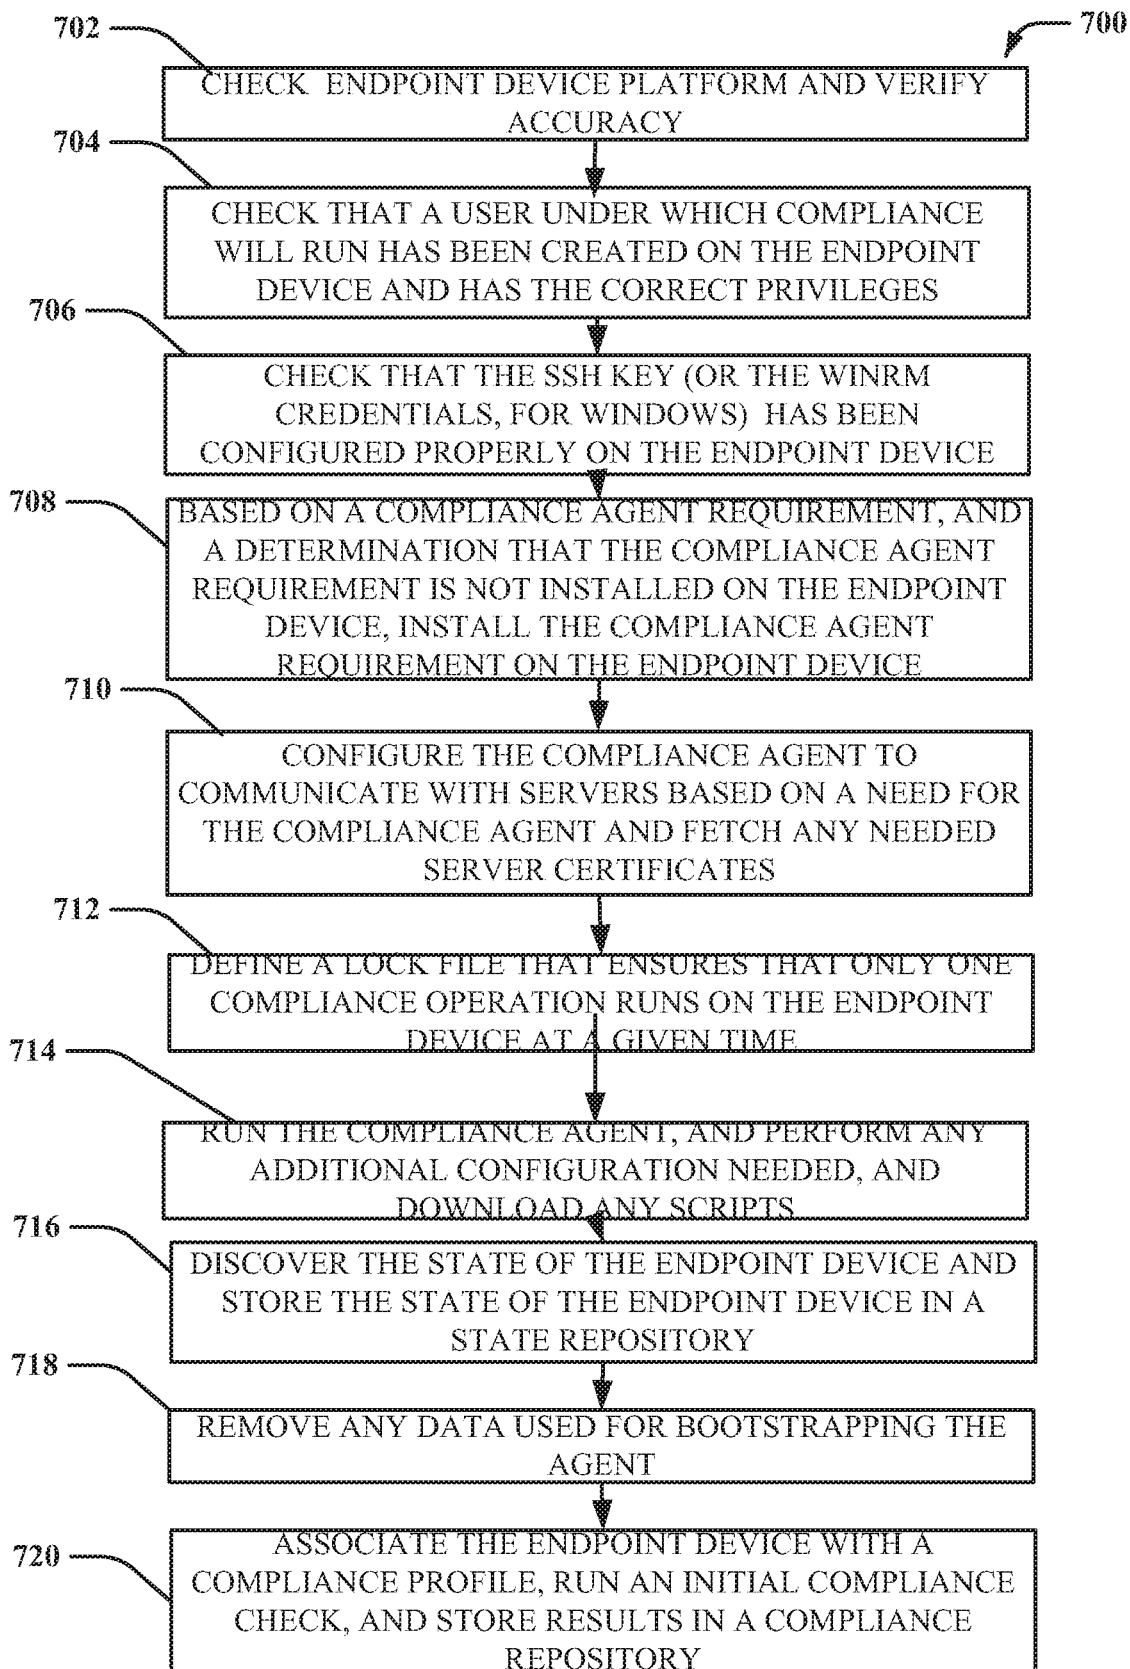 700
702
CHECK ENDPOINT DEVICE PLATFORM AND VERIFY
ACCURACY
704
CHECK THAT A USER UNDER WHICH COMPLIANCE
WILL RUN HAS BEEN CREATED ON THE ENDPOINT
DEVICE AND HAS THE CORRECT PRIVILEGES
706
CHECK THAT THE SSH KEY (OR THE WINRM
CREDENTIALS, FOR WINDOWS) HAS BEEN
CONFIGURED PROPERLY ON THE ENDPOINT DEVICE
708
BASED ON A COMPLIANCE AGENT REQUIREMENT, AND
A DETERMINATION THAT THE COMPLIANCE AGENT
REQUIREMENT IS NOT INSTALLED ON THE ENDPOINT
DEVICE, INSTALL THE COMPLIANCE AGENT
REQUIREMENT ON THE ENDPOINT DEVICE
710
CONFIGURE THE COMPLIANCE AGENT TO
COMMUNICATE WITH SERVERS BASED ON A NEED FOR
THE COMPLIANCE AGENT AND FETCH ANY NEEDED
SERVER CERTIFICATES
712
DEFINE A LOCK FILE THAT ENSURES THAT ONLY ONE
COMPLIANCE OPERATION RUNS ON THE ENDPOINT
DEVICE AT A GIVEN TIME
714
RUN THE COMPLIANCE AGENT, AND PERFORM ANY
ADDITIONAL CONFIGURATION NEEDED, AND
DOWNLOAD ANY SCRIPTS
716
DISCOVER THE STATE OF THE ENDPOINT DEVICE AND
STORE THE STATE OF THE ENDPOINT DEVICE IN A
STATE REPOSITORY
718
REMOVE ANY DATA USED FOR BOOTSTRAPPING THE
AGENT
720
ASSOCIATE THE ENDPOINT DEVICE WITH A
COMPLIANCE PROFILE, RUN AN INITIAL COMPLIANCE
CHECK, AND STORE RESULTS IN A COMPLIANCE
REPOSITORY